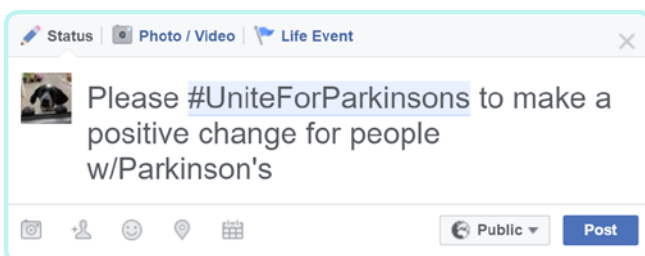 Status Photo / Video Life Event
Please #UniteForParkinsons to make a
positive change for people
w/Parkinson's
Public Post